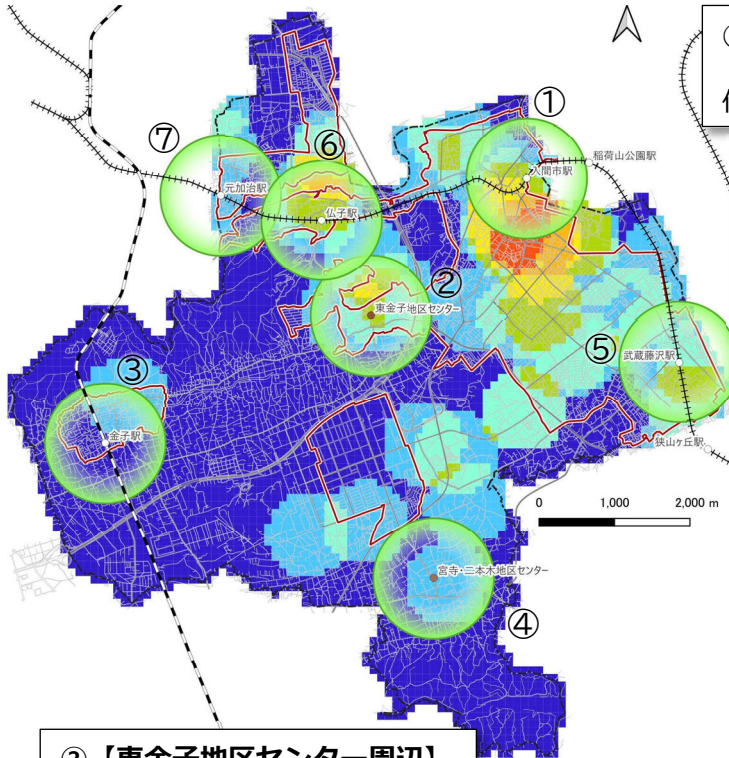 ①
稲荷山公園駅
入間市駅
⑦
⑥
元加治駅
仏子駅
②
東金子地区センター
⑤
武蔵藤沢駅
③
金子駅
狭山ヶ丘駅
0 1,000 2,000 m
宮寺・二本木地区センター
④
②【東金子地区センター周辺】